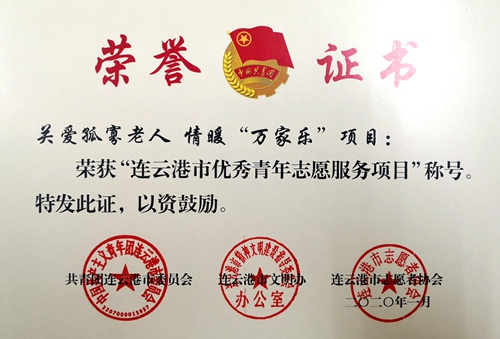 荣誉证书
中国共青团
关爱孤寡老人 情暖“万家乐”项目：
荣获“连云港市优秀青年志愿服务项目”称号。
特发此证，以资鼓励。
共青团连云港市委员会 连云港市文明办 连云港市志愿者协会
办公室
二〇二〇年一月